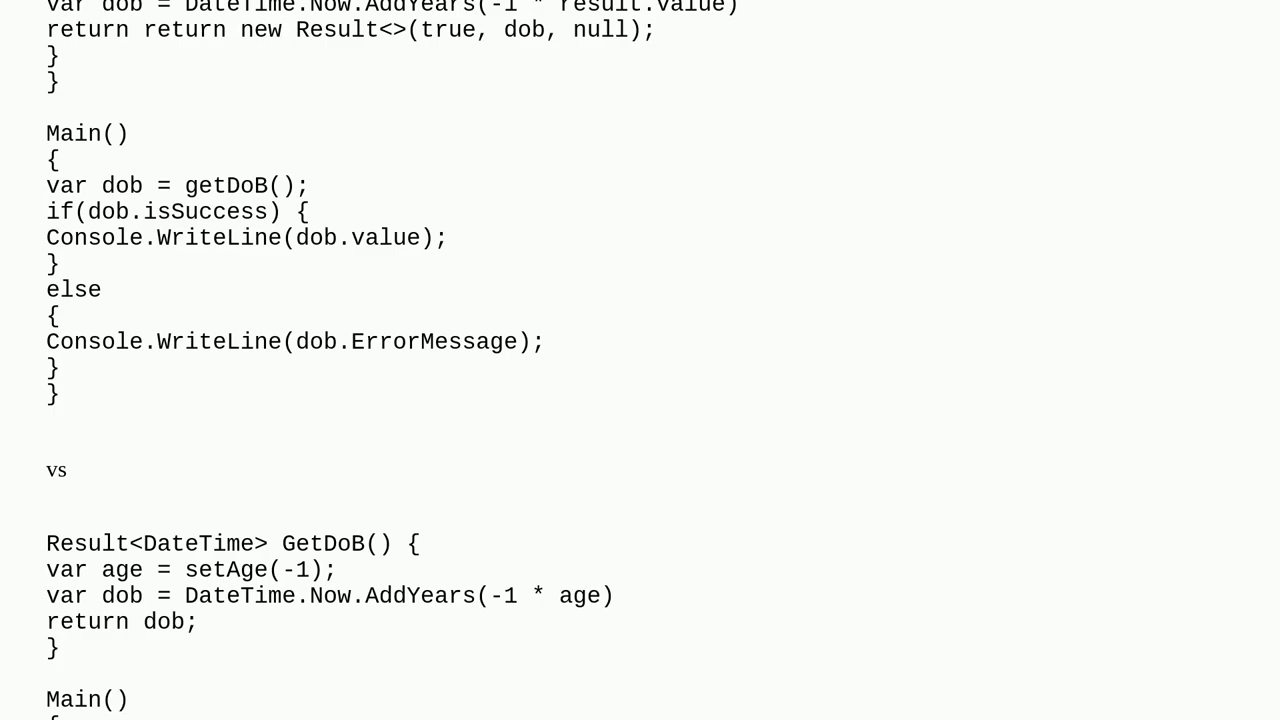 var dob = DateTime.Now.AddYears(-1 * result.value)
return return new Result<>(true, dob, null);
}
}
Main()
{
var dob = getDoB();
if(dob.isSuccess) {
Console.WriteLine(dob.value);
}
else
{
Console.WriteLine(dob.ErrorMessage);
}
}
vs
Result<DateTime> GetDoB() {
var age = setAge(-1);
var dob = DateTime.Now.AddYears(-1 * age)
return dob;
}
Main()
{